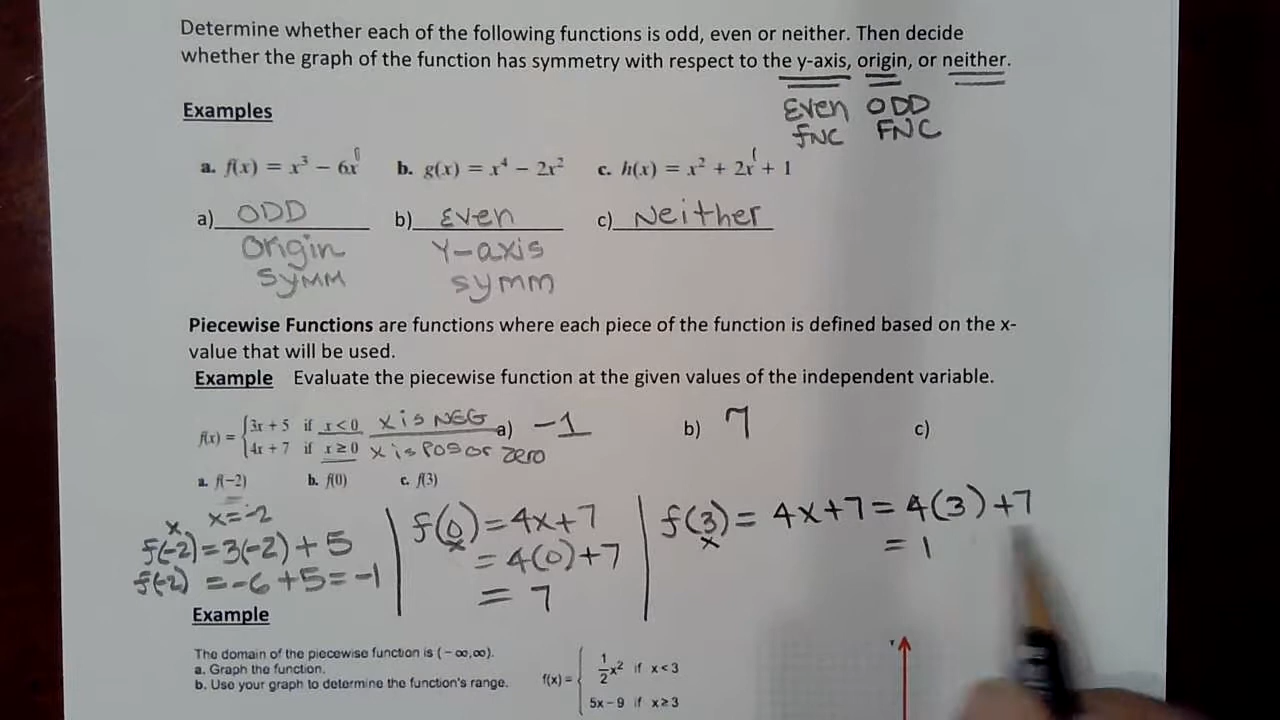 Determine whether each of the following functions is odd, even or neither. Then decide
whether the graph of the function has symmetry with respect to the y-axis, origin, or neither.
Even ODD
FNC FNC
Examples
a. f(x) = x³ − 6x¹ b. g(x) = x⁴ − 2x² c. h(x) = x² + 2x¹ + 1
a) ODD b) Even c) Neither
Origin Y-axis
SYMM symm
Piecewise Functions are functions where each piece of the function is defined based on the x-
value that will be used.
Example Evaluate the piecewise function at the given values of the independent variable.
f(x) = { 3x + 5 if x < 0 x is NEG a) −1 b) 7 c)
4x + 7 if x ≥ 0 x is Pos or zero
a. f(−2) b. f(0) c. f(3)
x=-2
x
f(-2)=3(-2)+5
f(-2) =-6+5=-1
f(0)=4x+7
x
=4(0)+7
= 7
f(3)= 4x+7=4(3)+7
x
= 1
Example
The domain of the piecewise function is (−∞,∞).
a. Graph the function.
b. Use your graph to determine the function's range.
f(x) = { 1/2 x² if x < 3
5x − 9 if x ≥ 3